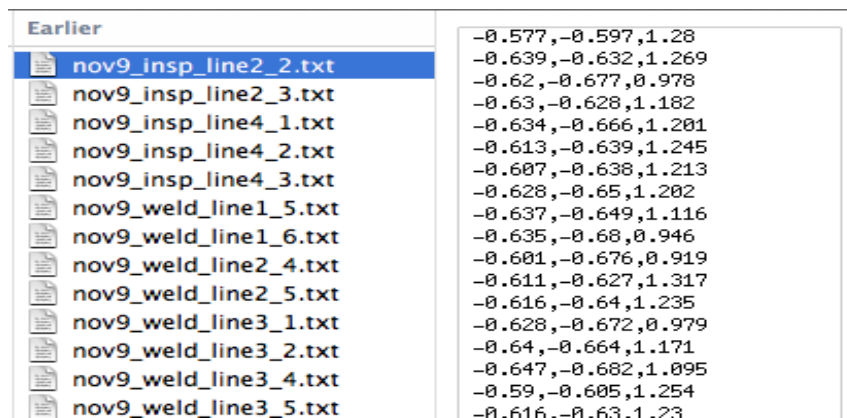 Earlier
nov9_insp_line2_2.txt
nov9_insp_line2_3.txt
nov9_insp_line4_1.txt
nov9_insp_line4_2.txt
nov9_insp_line4_3.txt
nov9_weld_line1_5.txt
nov9_weld_line1_6.txt
nov9_weld_line2_4.txt
nov9_weld_line2_5.txt
nov9_weld_line3_1.txt
nov9_weld_line3_2.txt
nov9_weld_line3_4.txt
nov9_weld_line3_5.txt
-0.577,-0.597,1.28
-0.639,-0.632,1.269
-0.62,-0.677,0.978
-0.63,-0.628,1.182
-0.634,-0.666,1.201
-0.613,-0.639,1.245
-0.607,-0.638,1.213
-0.628,-0.65,1.202
-0.637,-0.649,1.116
-0.635,-0.68,0.946
-0.601,-0.676,0.919
-0.611,-0.627,1.317
-0.616,-0.64,1.235
-0.628,-0.672,0.979
-0.64,-0.664,1.171
-0.647,-0.682,1.095
-0.59,-0.605,1.254
-0.616,-0.63,1.23